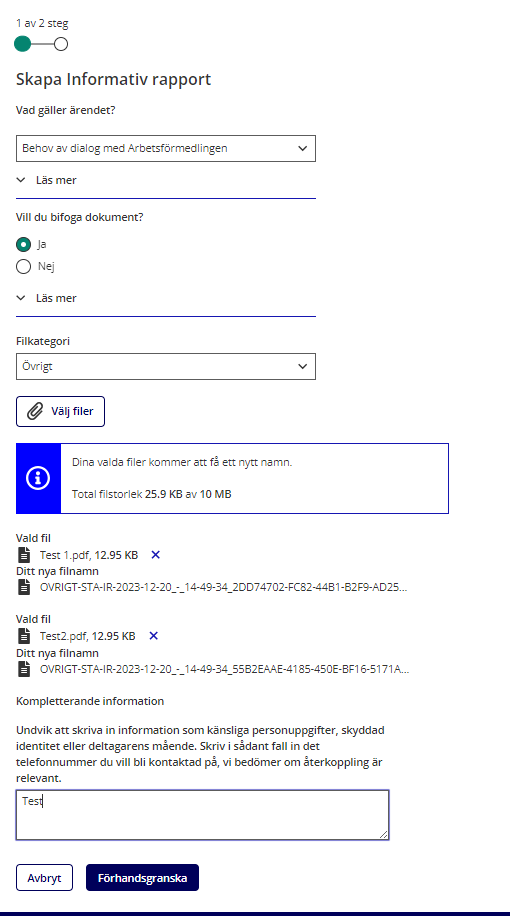 1 av 2 steg
Skapa Informativ rapport
Vad gäller ärendet?
Behov av dialog med Arbetsförmedlingen
Läs mer
Vill du bifoga dokument?
Ja
Nej
Läs mer
Filkategori
Övrigt
Välj filer
Dina valda filer kommer att få ett nytt namn.
Total filstorlek 25.9 KB av 10 MB
Vald fil
Test 1.pdf, 12.95 KB
Ditt nya filnamn
OVRIGT-STA-IR-2023-12-20_-_14-49-34_2DD74702-FC82-44B1-B2F9-AD25...
Vald fil
Test2.pdf, 12.95 KB
Ditt nya filnamn
OVRIGT-STA-IR-2023-12-20_-_14-49-34_55B2EAAE-4185-450E-BF16-5171A...
Kompletterande information
Undvik att skriva in information som känsliga personuppgifter, skyddad
identitet eller deltagarens mående. Skriv i sådant fall in det
telefonnummer du vill bli kontaktad på, vi bedömer om återkoppling är
relevant.
Test
Avbryt
Förhandsgranska